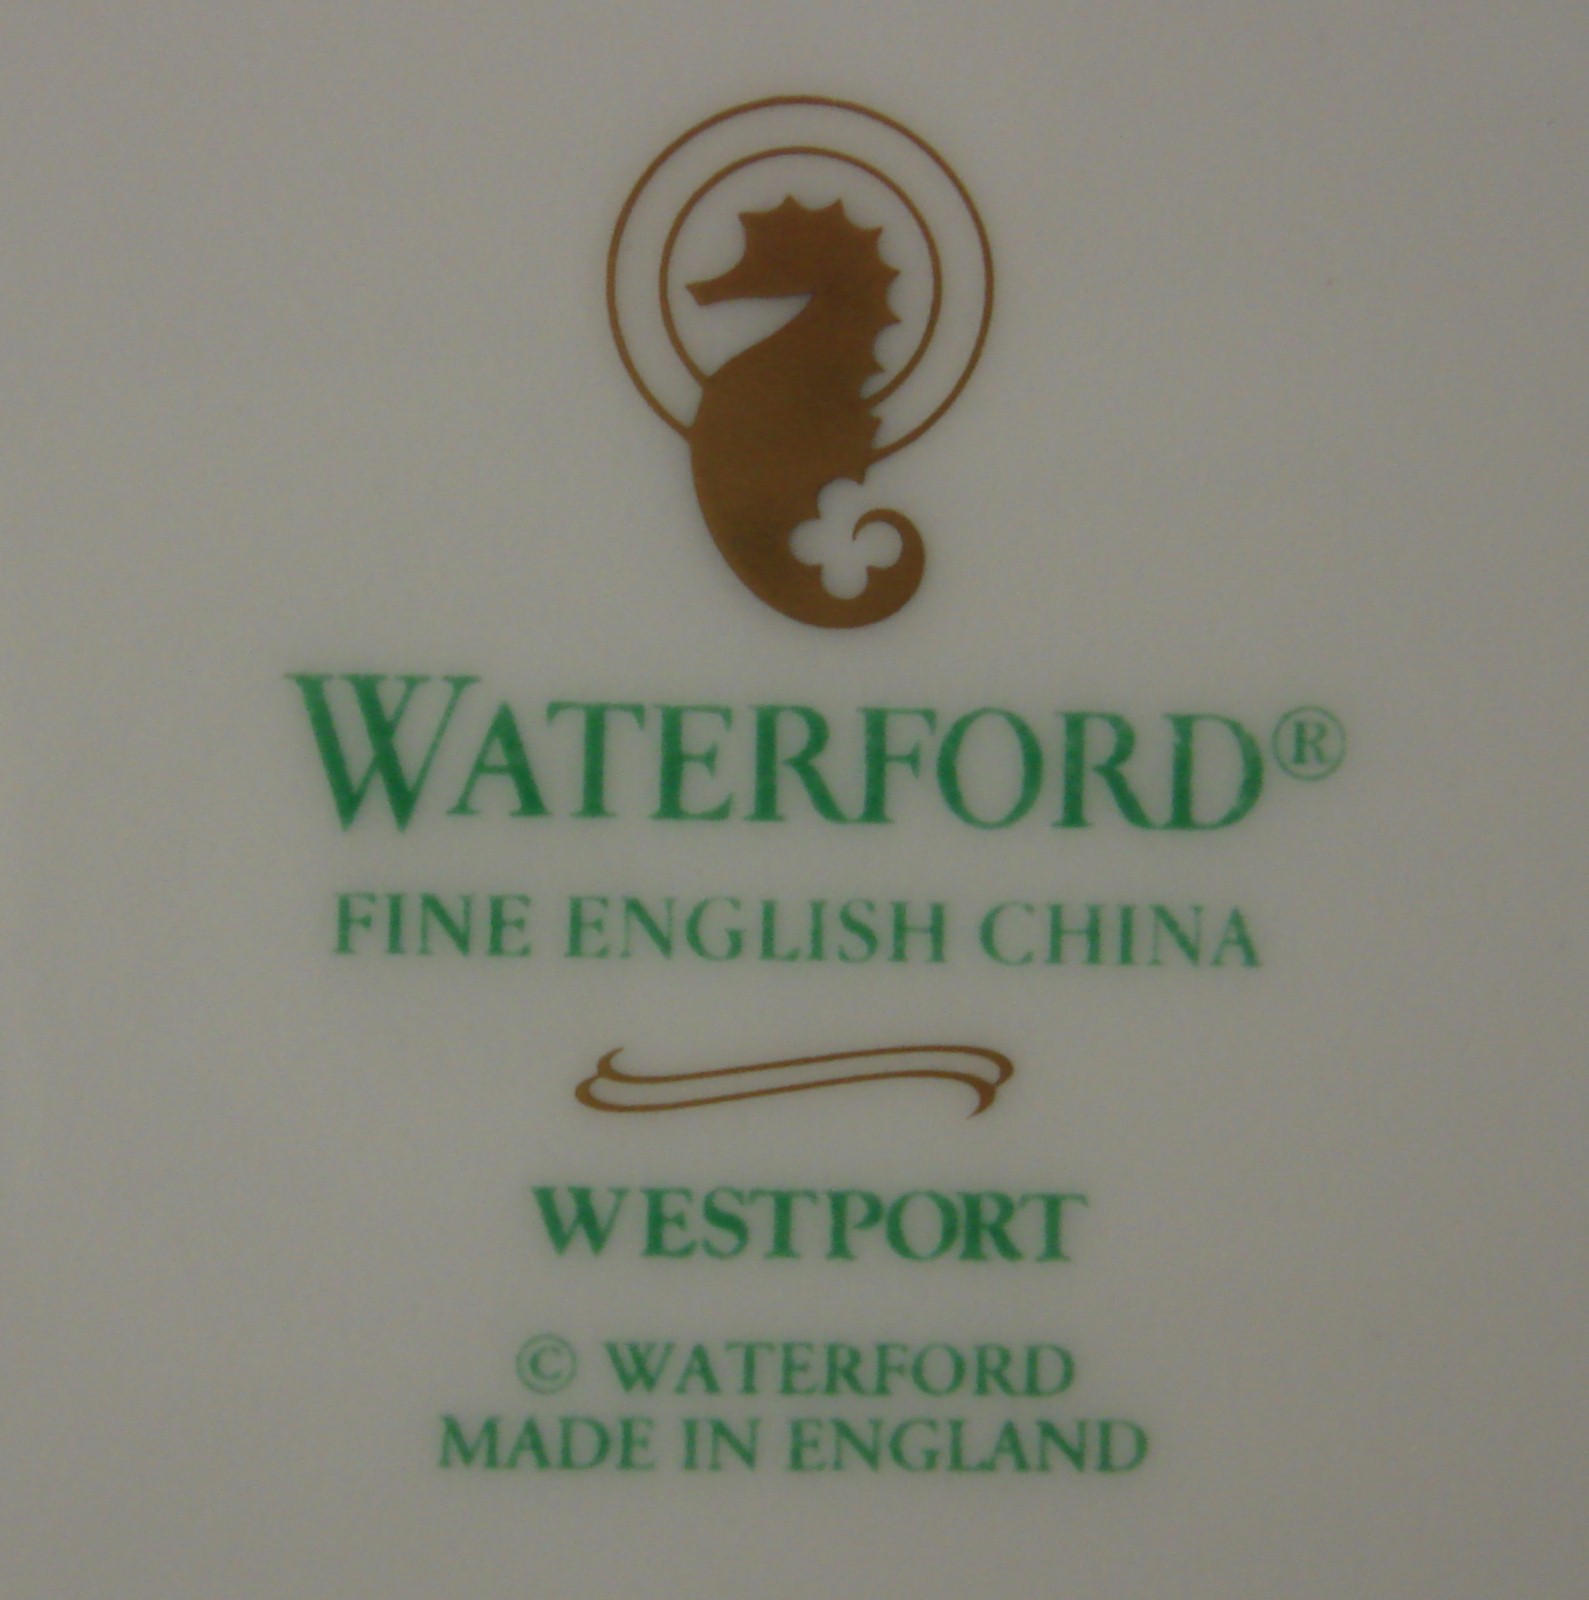 WATERFORD®
FINE ENGLISH CHINA
WESTPORT
© WATERFORD
MADE IN ENGLAND